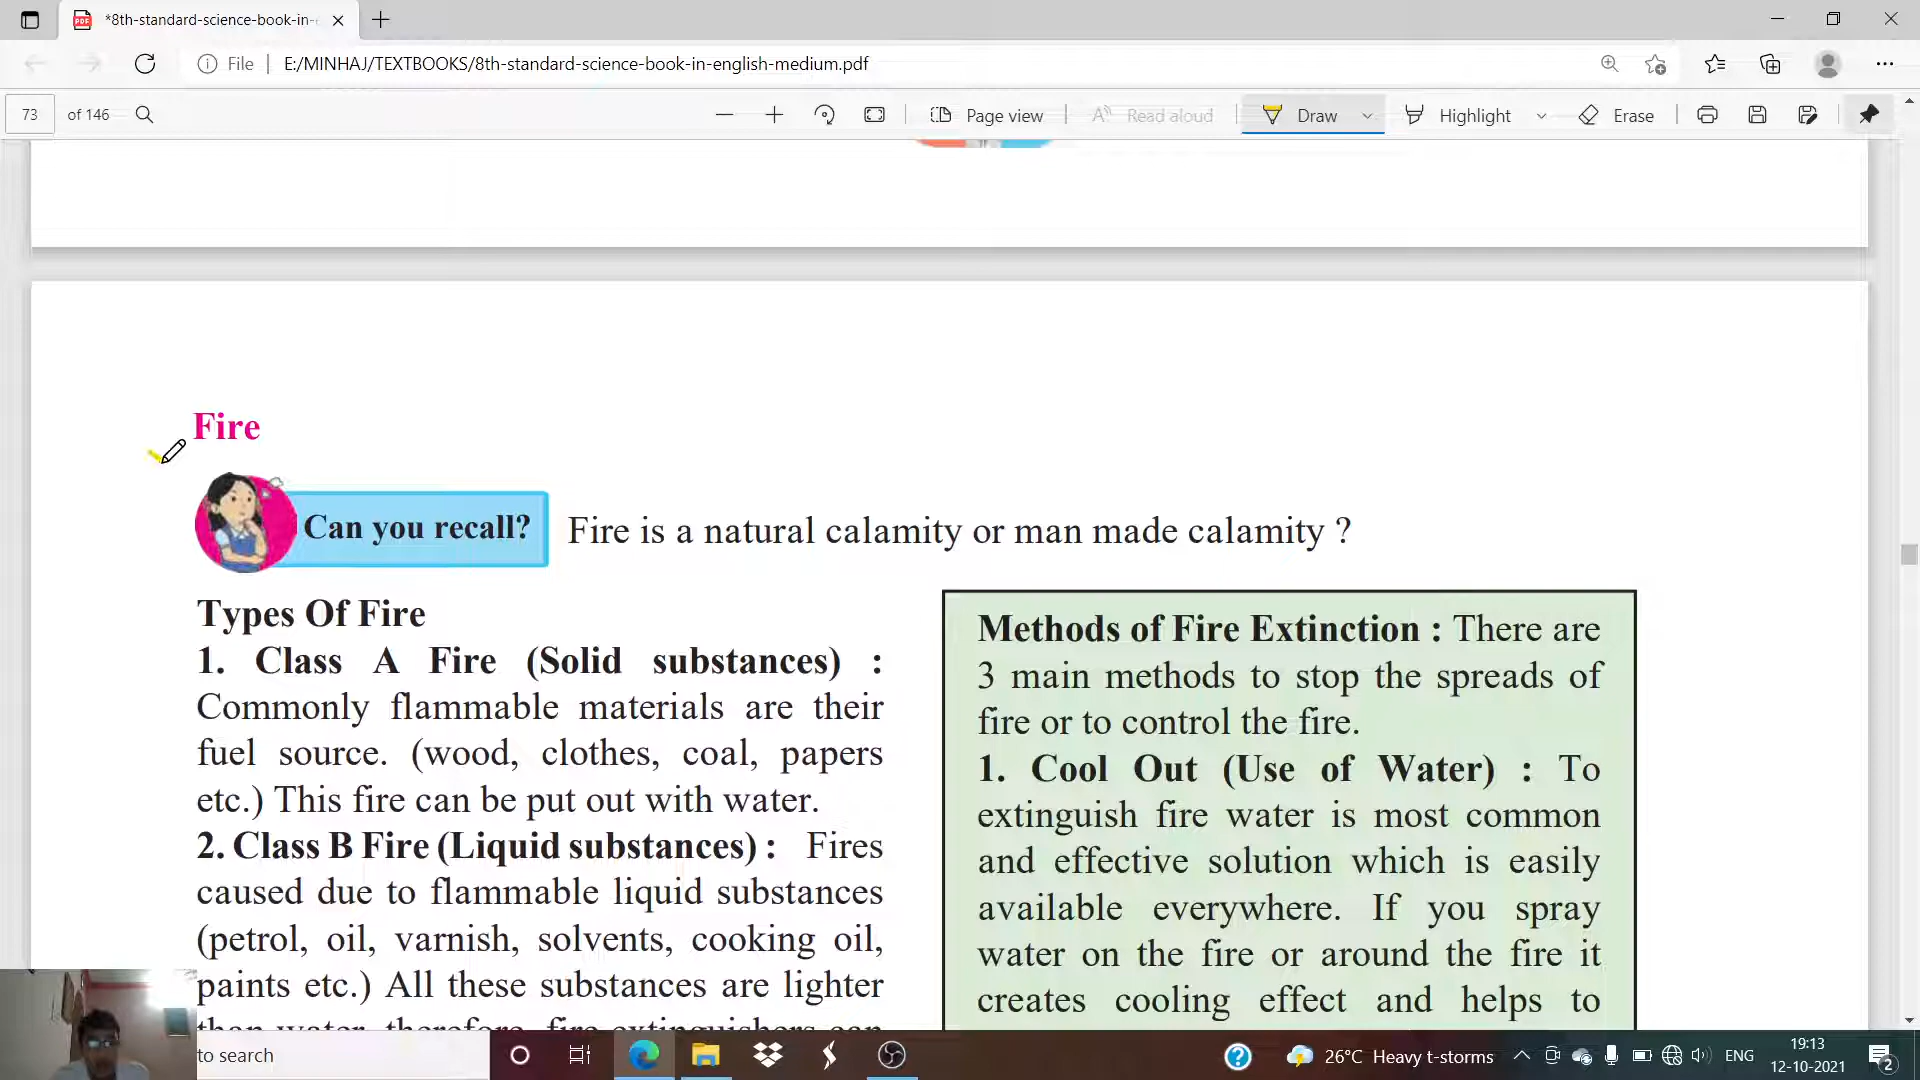 *8th-standard-science-book-in-
File
E:/MINHAJ/TEXTBOOKS/8th-standard-science-book-in-english-medium.pdf
73 of 146
Page view
Read aloud
Draw
Highlight
Erase
Fire
Can you recall? Fire is a natural calamity or man made calamity ?
Types Of Fire
1. Class A Fire (Solid substances) :
Commonly flammable materials are their
fuel source. (wood, clothes, coal, papers
etc.) This fire can be put out with water.
2. Class B Fire (Liquid substances) : Fires
caused due to flammable liquid substances
(petrol, oil, varnish, solvents, cooking oil,
paints etc.) All these substances are lighter
than water, therefore, fire extinguishers can
Methods of Fire Extinction : There are
3 main methods to stop the spreads of
fire or to control the fire.
1. Cool Out (Use of Water) : To
extinguish fire water is most common
and effective solution which is easily
available everywhere. If you spray
water on the fire or around the fire it
creates cooling effect and helps to
to search
26°C Heavy t-storms
ENG
19:13
12-10-2021
2